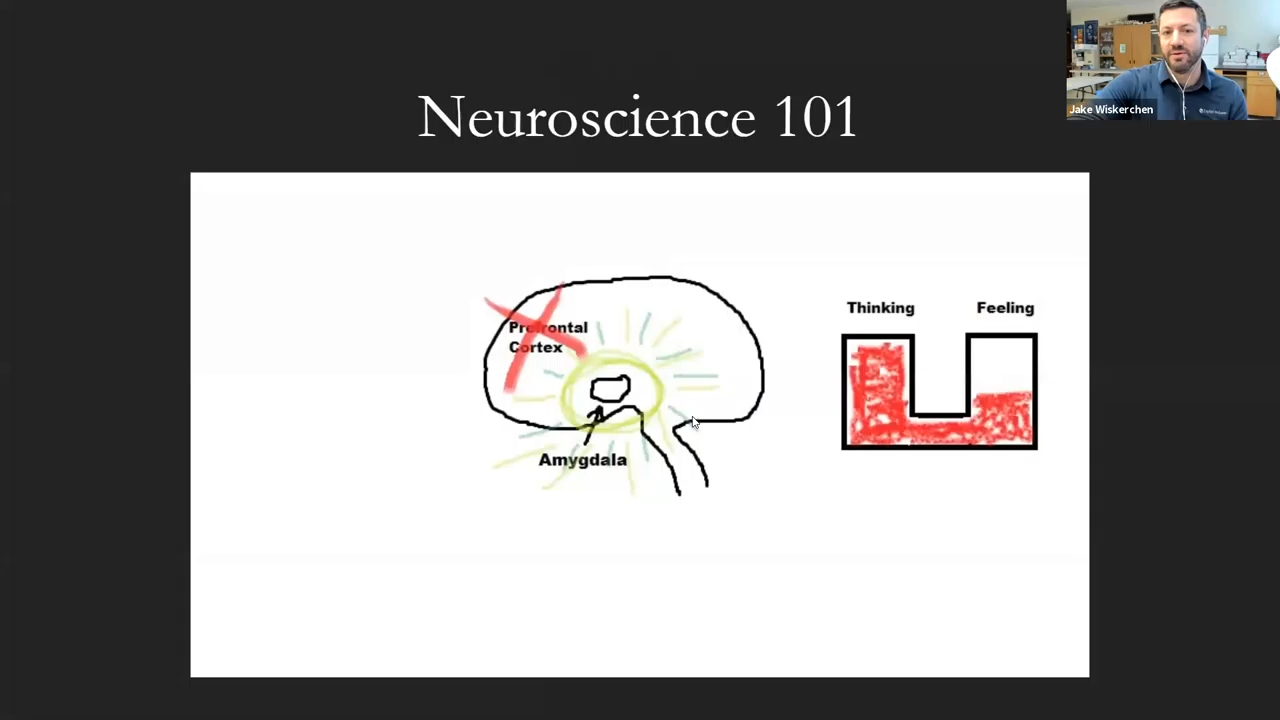 Jake Wiskerchen
Neuroscience 101
Thinking
Feeling
Prefrontal
Cortex
Amygdala